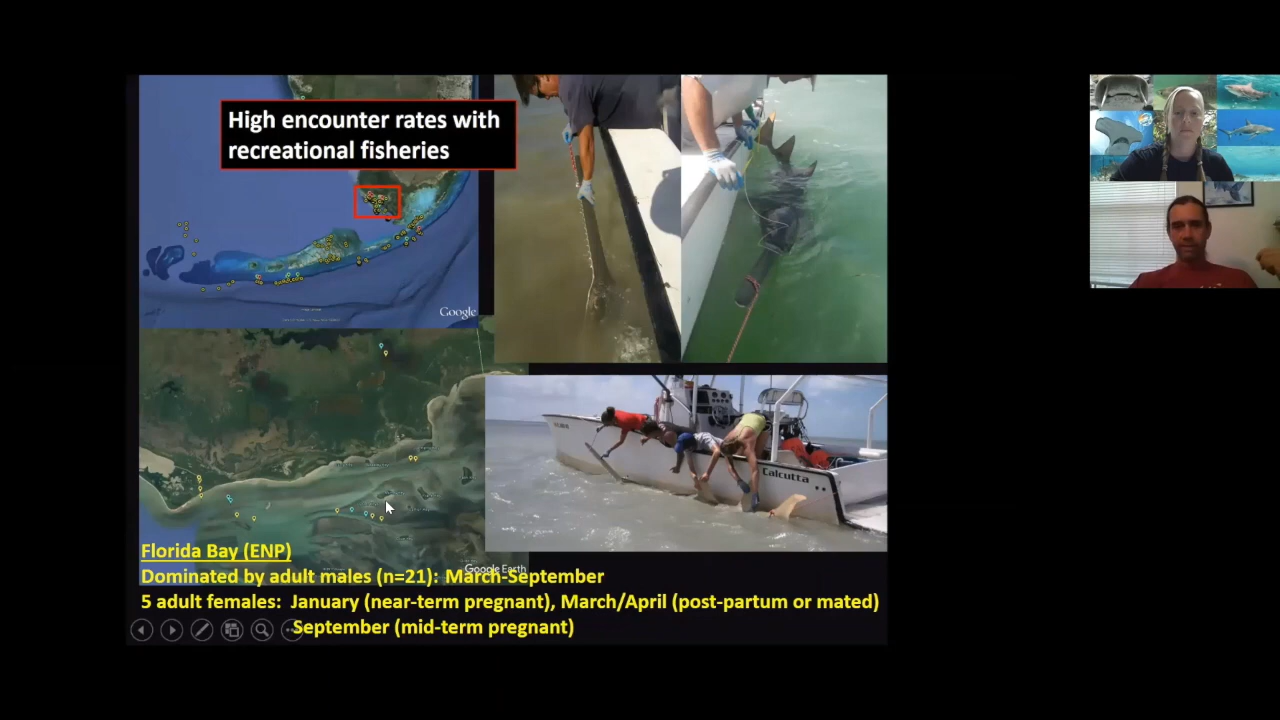 High encounter rates with
recreational fisheries
Google
Calcutta
Google Earth
Florida Bay (ENP)
Dominated by adult males (n=21): March-September
5 adult females: January (near-term pregnant), March/April (post-partum or mated)
September (mid-term pregnant)